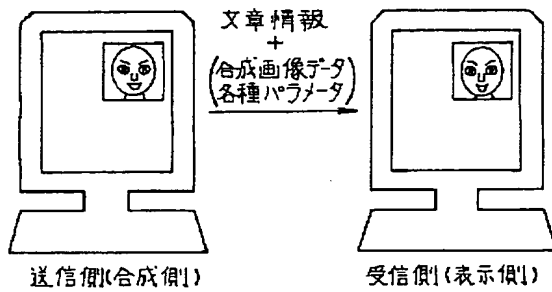 文章情報
+
(合成画像データ
各種パラメータ)
送信側(合成側)
受信側(表示側)